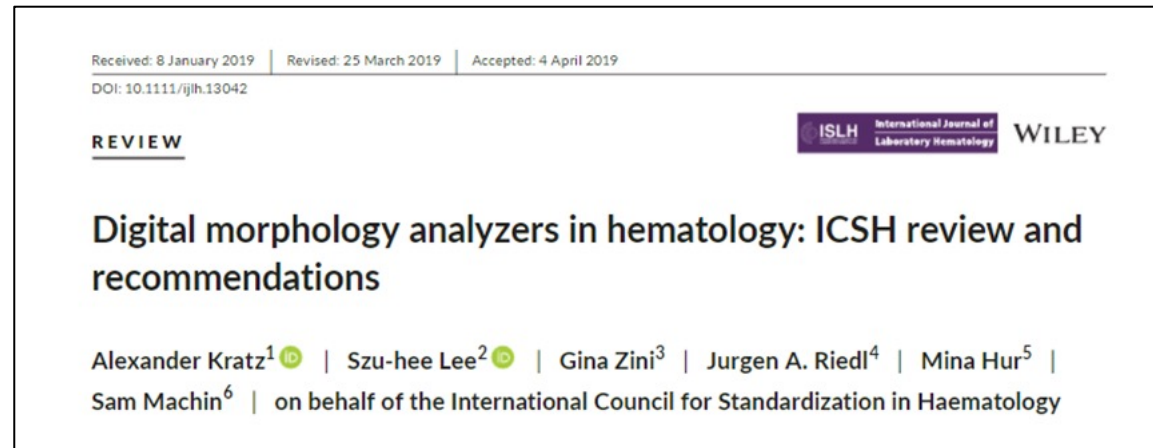 Received: 8 January 2019 | Revised: 25 March 2019 | Accepted: 4 April 2019
DOI: 10.1111/ijlh.13042
REVIEW
ISLH International Journal of Laboratory Hematology WILEY
Digital morphology analyzers in hematology: ICSH review and
recommendations
Alexander Kratz1 iD | Szu-hee Lee2 iD | Gina Zini3 | Jurgen A. Riedl4 | Mina Hur5 |
Sam Machin6 | on behalf of the International Council for Standardization in Haematology